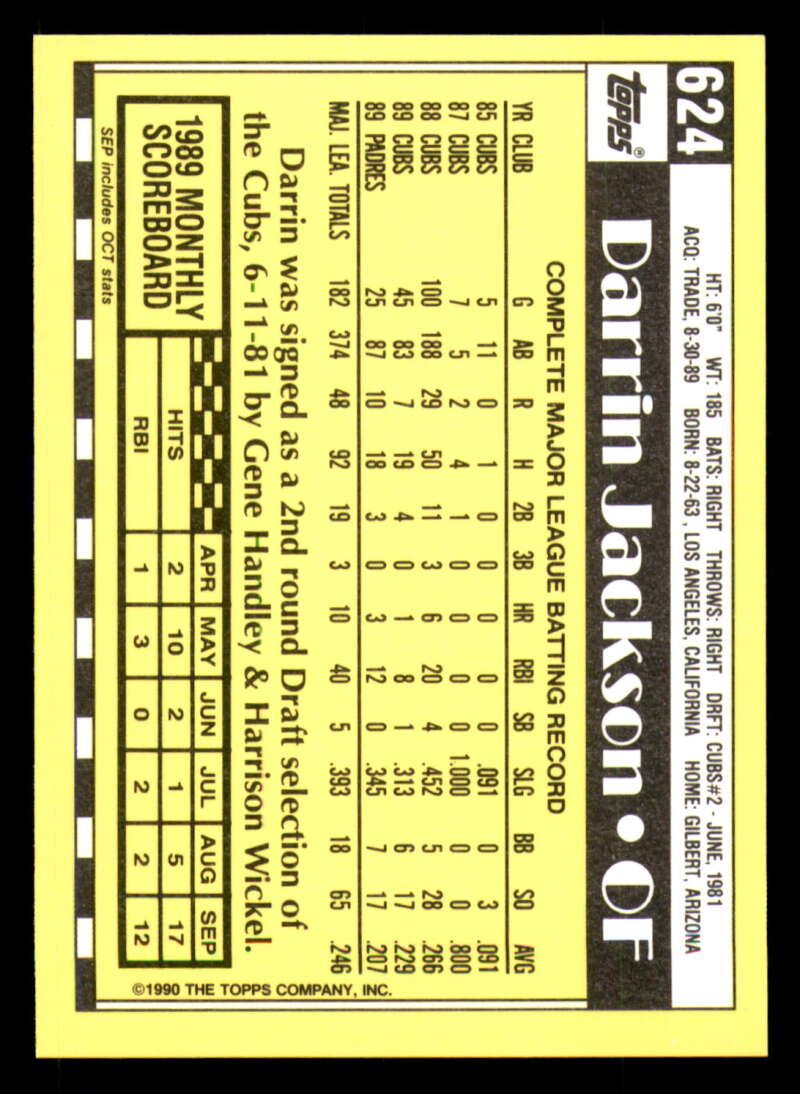 624
HT: 6'0" WT: 185 BATS: RIGHT THROWS: RIGHT DRFT: CUBS#2 - JUNE, 1981
ACQ: TRADE, 8-30-89 BORN: 8-22-63, LOS ANGELES, CALIFORNIA HOME: GILBERT, ARIZONA
Topps®
Darrin Jackson • OF
COMPLETE MAJOR LEAGUE BATTING RECORD
YR CLUB G AB R H 2B 3B HR RBI SB SLG BB SO AVG
85 CUBS 5 11 0 1 0 0 0 0 0 .091 0 3 .091
87 CUBS 7 5 2 4 1 0 0 0 0 1.000 0 0 .800
88 CUBS 100 188 29 50 11 3 6 20 4 .452 5 28 .266
89 CUBS 45 83 7 19 4 0 1 8 1 .313 6 17 .229
89 PADRES 25 87 10 18 3 0 3 12 0 .345 7 17 .207
MAJ. LEA. TOTALS 182 374 48 92 19 3 10 40 5 .393 18 65 .246
Darrin was signed as a 2nd round Draft selection of
the Cubs, 6-11-81 by Gene Handley & Harrison Wickel.
1989 MONTHLY
SCOREBOARD
APR MAY JUN JUL AUG SEP
HITS 2 10 2 1 5 17
RBI 1 3 0 2 2 12
SEP includes OCT stats
©1990 THE TOPPS COMPANY, INC.